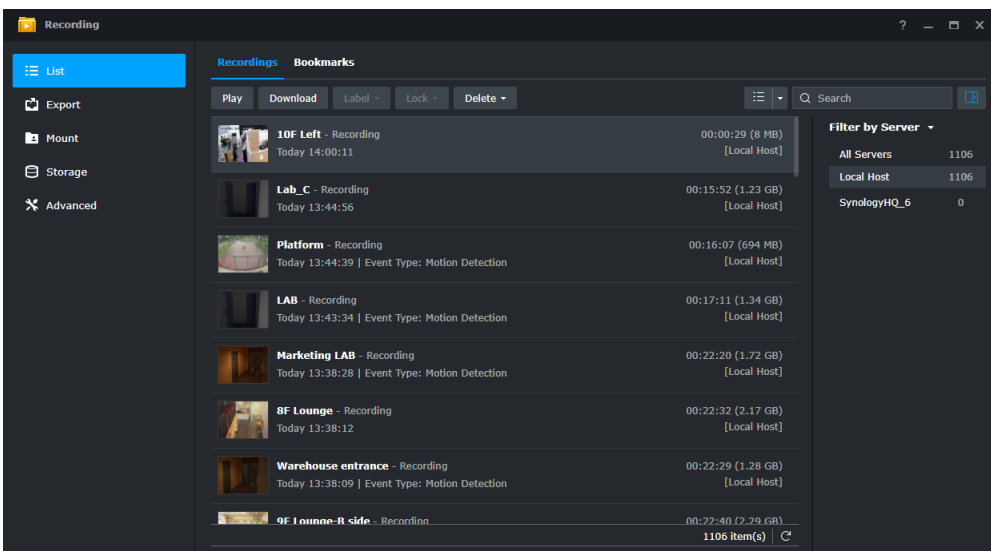 Recording
List
Export
Mount
Storage
Advanced
Recordings Bookmarks
Play Download Label Lock Delete Search
10F Left - Recording 00:00:29 (8 MB)
Today 14:00:11 [Local Host]
Lab_C - Recording 00:15:52 (1.23 GB)
Today 13:44:56 [Local Host]
Platform - Recording 00:16:07 (694 MB)
Today 13:44:39 | Event Type: Motion Detection [Local Host]
LAB - Recording 00:17:11 (1.34 GB)
Today 13:43:34 | Event Type: Motion Detection [Local Host]
Marketing LAB - Recording 00:22:20 (1.72 GB)
Today 13:38:28 | Event Type: Motion Detection [Local Host]
8F Lounge - Recording 00:22:32 (2.17 GB)
Today 13:38:12 [Local Host]
Warehouse entrance - Recording 00:22:29 (1.28 GB)
Today 13:38:09 | Event Type: Motion Detection [Local Host]
9F Lounge-B side - Recording 00:22:40 (2.29 GB)
1106 item(s)
Filter by Server
All Servers 1106
Local Host 1106
SynologyHQ_6 0